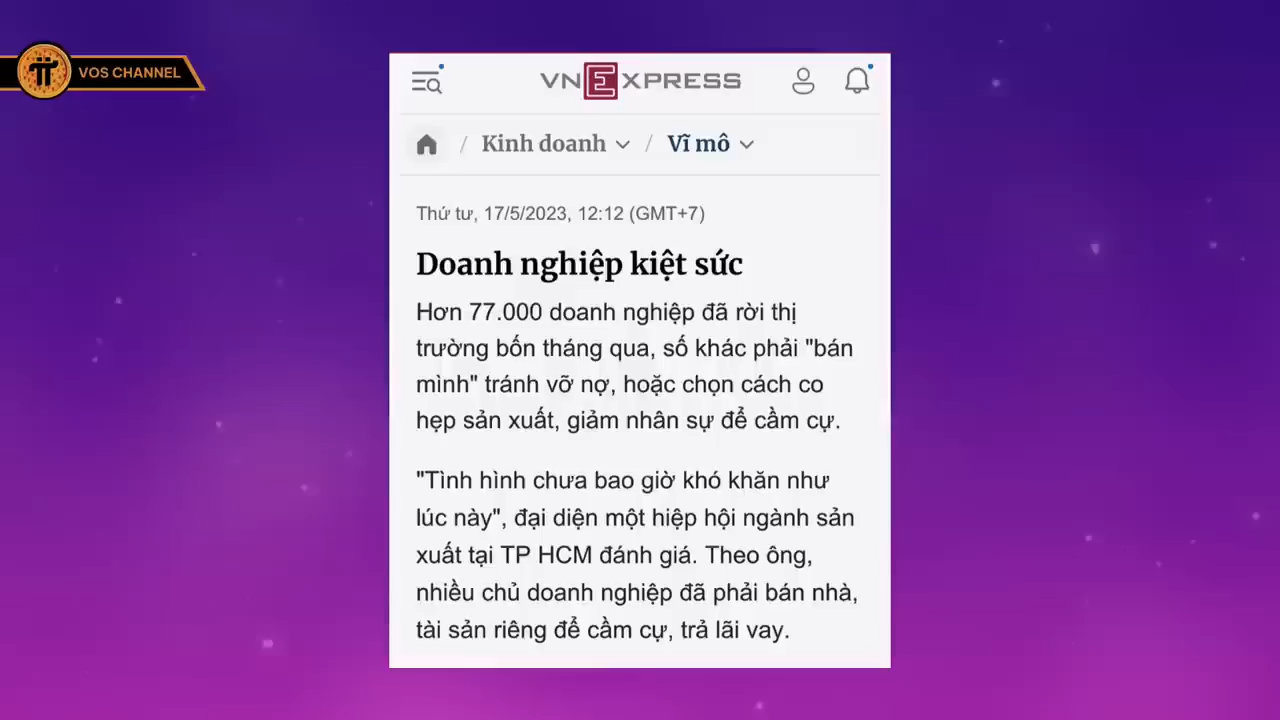 VOS CHANNEL
VNEXPRESS
/ Kinh doanh / Vĩ mô
Thứ tư, 17/5/2023, 12:12 (GMT+7)
Doanh nghiệp kiệt sức
Hơn 77.000 doanh nghiệp đã rời thị
trường bốn tháng qua, số khác phải "bán
mình" tránh vỡ nợ, hoặc chọn cách co
hẹp sản xuất, giảm nhân sự để cầm cự.
"Tình hình chưa bao giờ khó khăn như
lúc này", đại diện một hiệp hội ngành sản
xuất tại TP HCM đánh giá. Theo ông,
nhiều chủ doanh nghiệp đã phải bán nhà,
tài sản riêng để cầm cự, trả lãi vay.